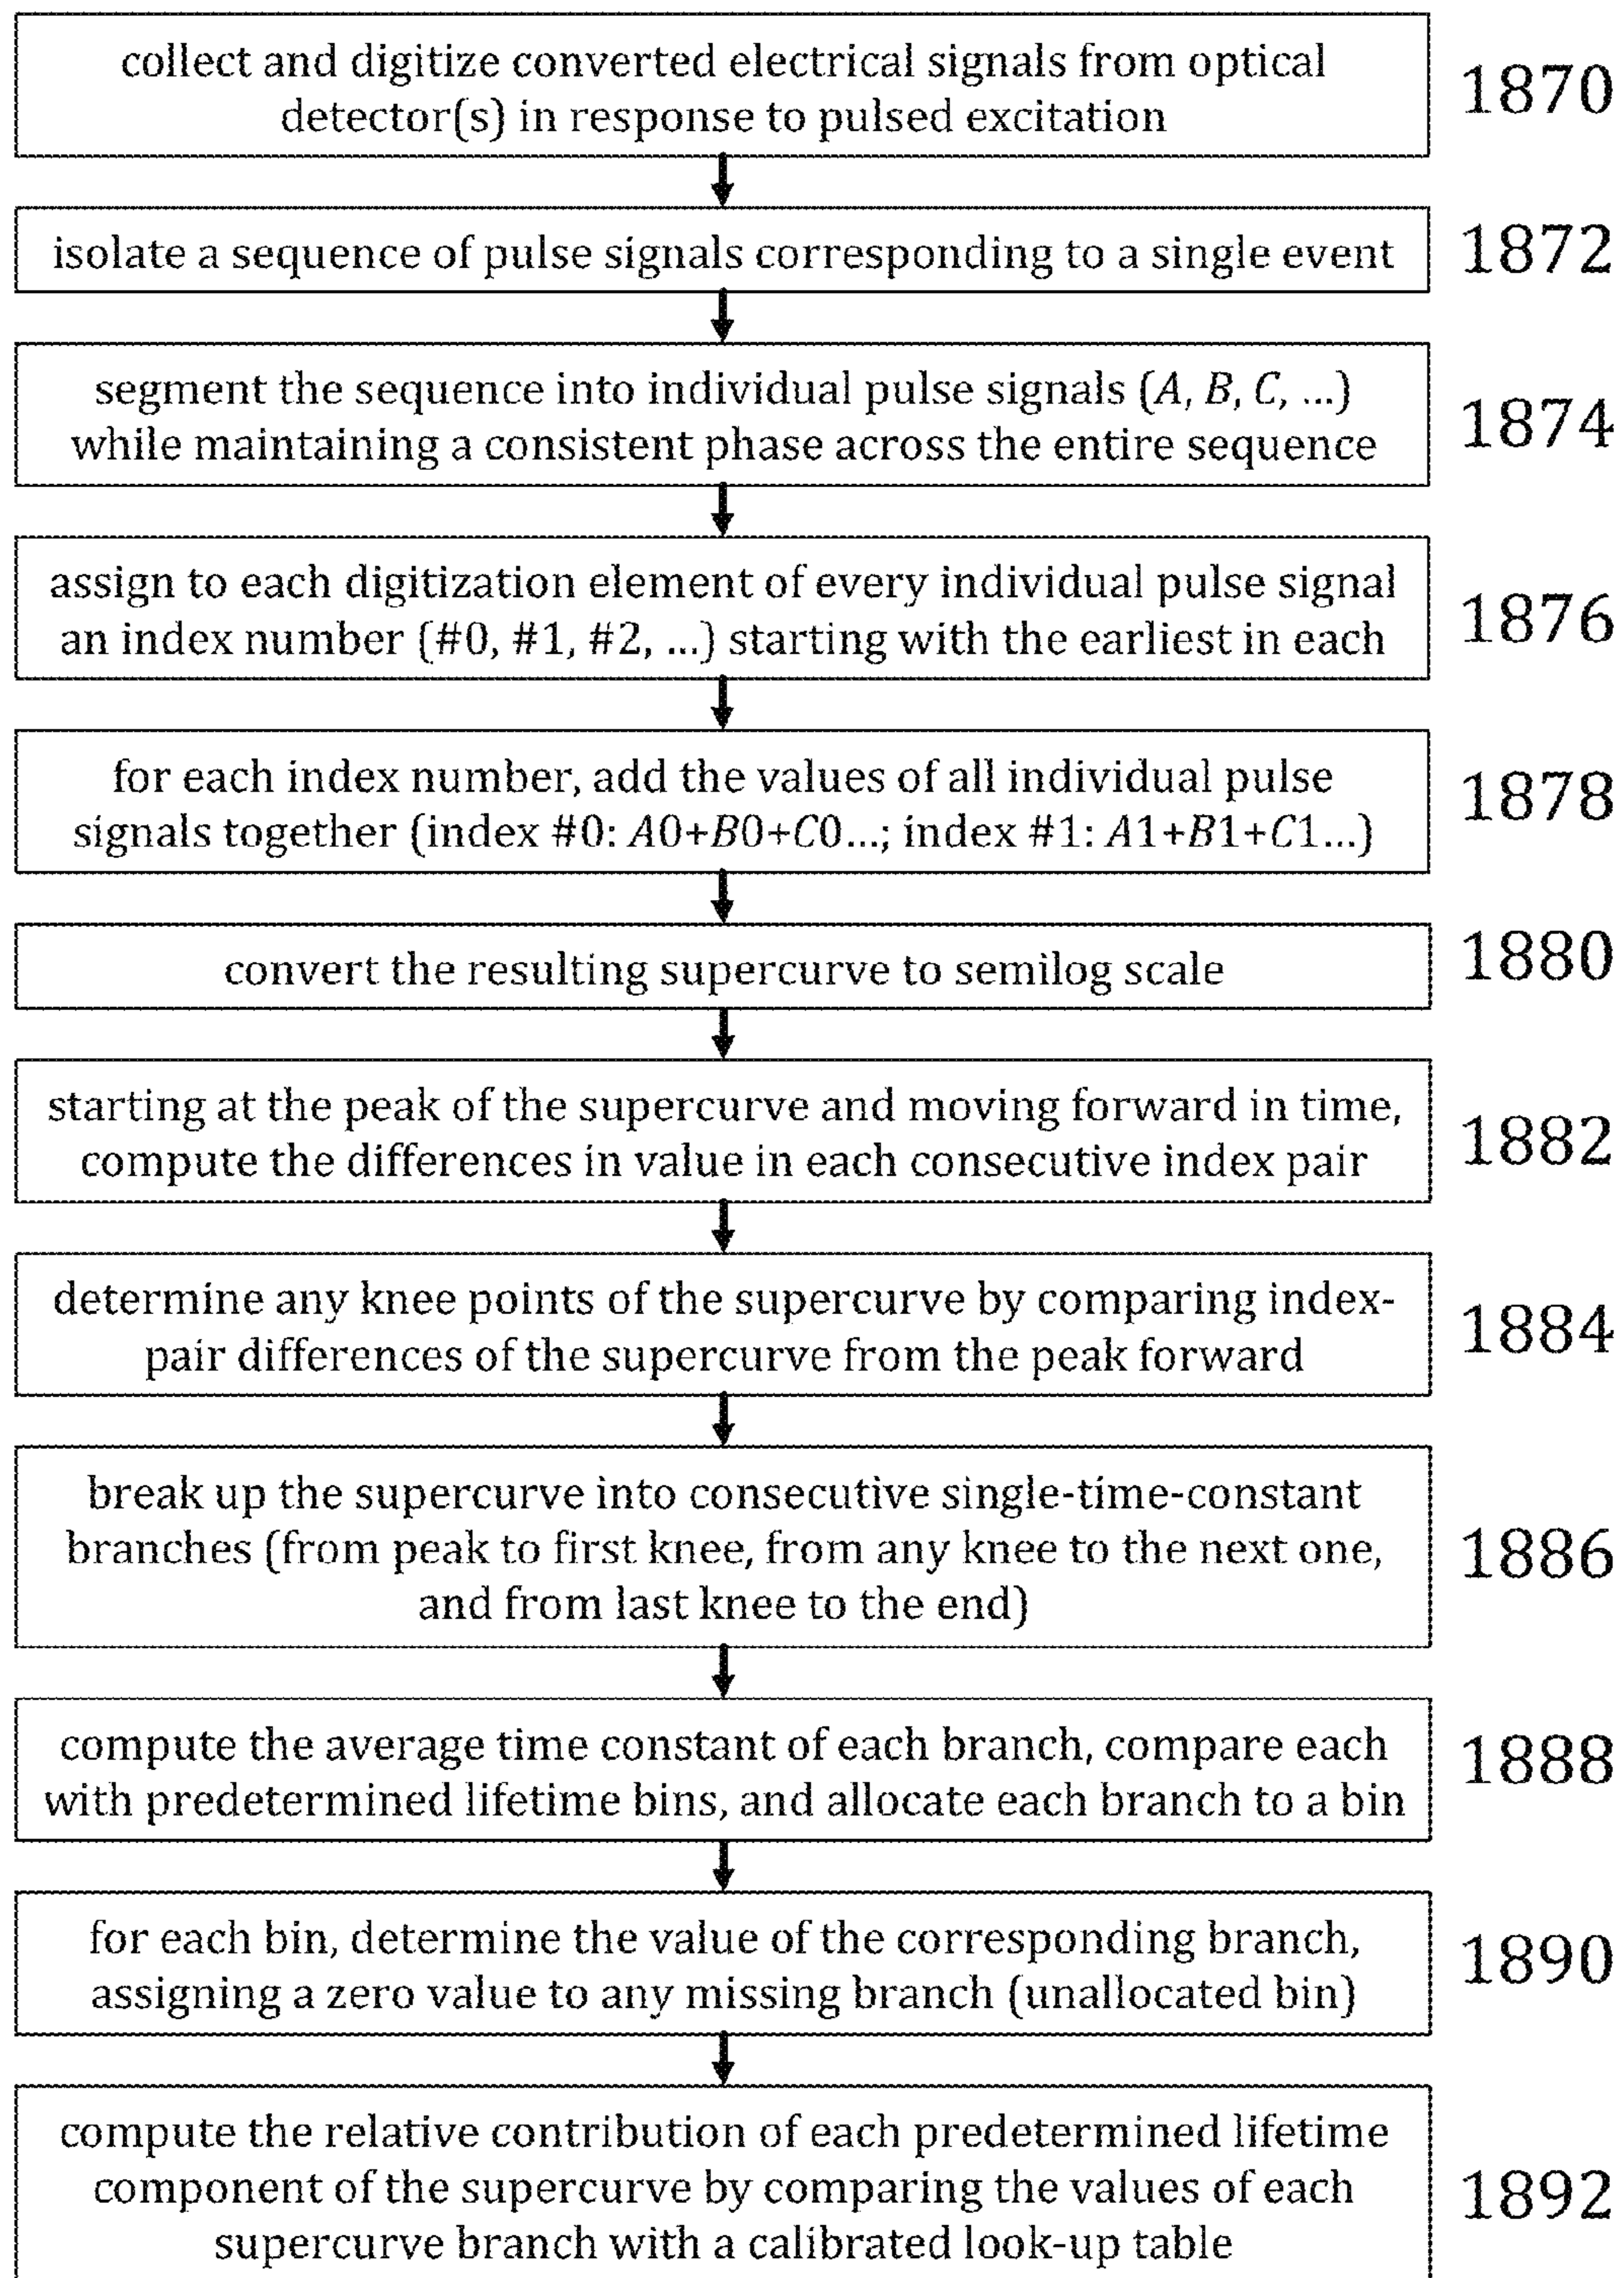 collect and digitize converted electrical signals from optical
detector(s) in response to pulsed excitation
1870
isolate a sequence of pulse signals corresponding to a single event
1872
segment the sequence into individual pulse signals (A, B, C, ...)
while maintaining a consistent phase across the entire sequence
1874
assign to each digitization element of every individual pulse signal
an index number (#0, #1, #2, ...) starting with the earliest in each
1876
for each index number, add the values of all individual pulse
signals together (index #0: A0+B0+C0...; index #1: A1+B1+C1...)
1878
convert the resulting supercurve to semilog scale
1880
starting at the peak of the supercurve and moving forward in time,
compute the differences in value in each consecutive index pair
1882
determine any knee points of the supercurve by comparing index-
pair differences of the supercurve from the peak forward
1884
break up the supercurve into consecutive single-time-constant
branches (from peak to first knee, from any knee to the next one,
and from last knee to the end)
1886
compute the average time constant of each branch, compare each
with predetermined lifetime bins, and allocate each branch to a bin
1888
for each bin, determine the value of the corresponding branch,
assigning a zero value to any missing branch (unallocated bin)
1890
compute the relative contribution of each predetermined lifetime
component of the supercurve by comparing the values of each
supercurve branch with a calibrated look-up table
1892